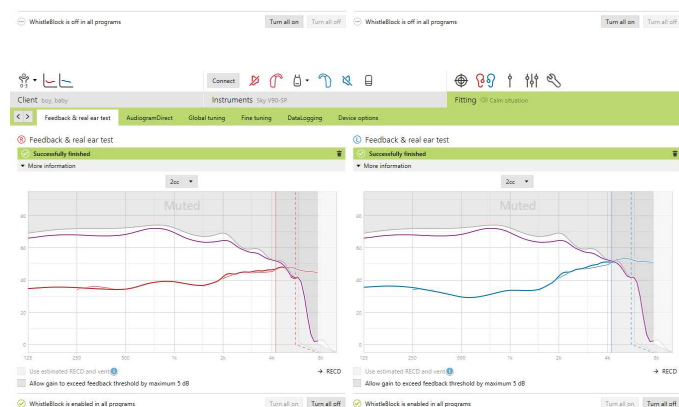 WhistleBlock is off in all programs Turn all on Turn all off WhistleBlock is off in all programs Turn all on Turn all off
0-3 Connect
Client boy, baby Instruments Sky V90-SP Fitting Calm situation
< > Feedback & real ear test AudiogramDirect Global tuning Fine tuning DataLogging Device options
R Feedback & real ear test L Feedback & real ear test
Successfully finished Successfully finished
More information More information
2cc 2cc
Muted Muted
80 80
60 60
40 40
20 20
0 0
125 250 500 1k 2k 4k 8k 125 250 500 1k 2k 4k 8k
Use estimated RECD and vent → RECD Use estimated RECD and vent → RECD
Allow gain to exceed feedback threshold by maximum 5 dB Allow gain to exceed feedback threshold by maximum 5 dB
WhistleBlock is enabled in all programs Turn all on Turn all off WhistleBlock is enabled in all programs Turn all on Turn all off